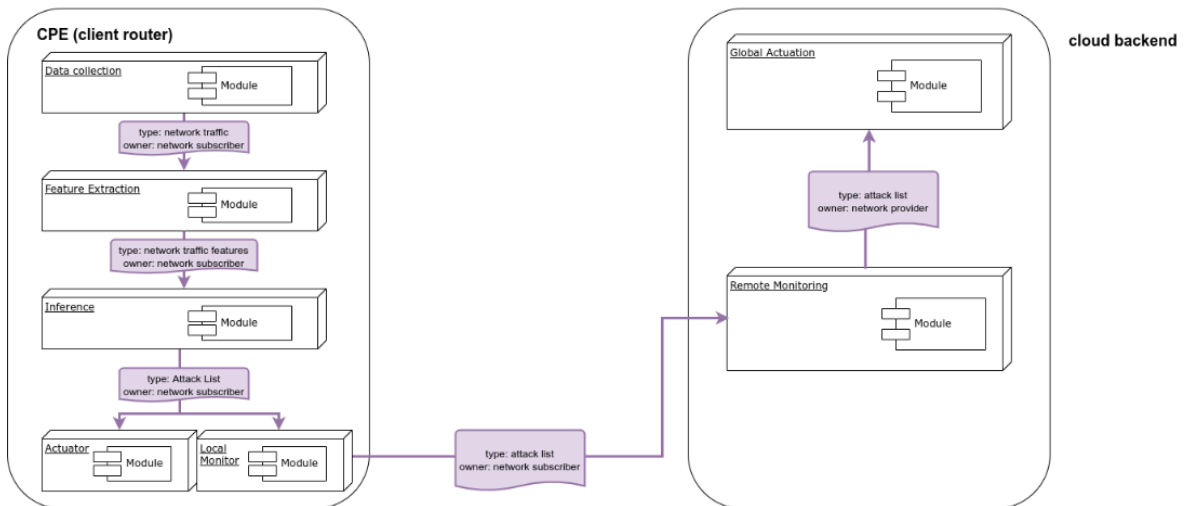 CPE (client router)
Data collection
Module
type: network traffic
owner: network subscriber
Feature Extraction
Module
type: network traffic features
owner: network subscriber
Inference
Module
type: Attack List
owner: network subscriber
Actuator
Module
Local
Monitor
Module
type: attack list
owner: network subscriber
cloud backend
Global Actuation
Module
type: attack list
owner: network provider
Remote Monitoring
Module